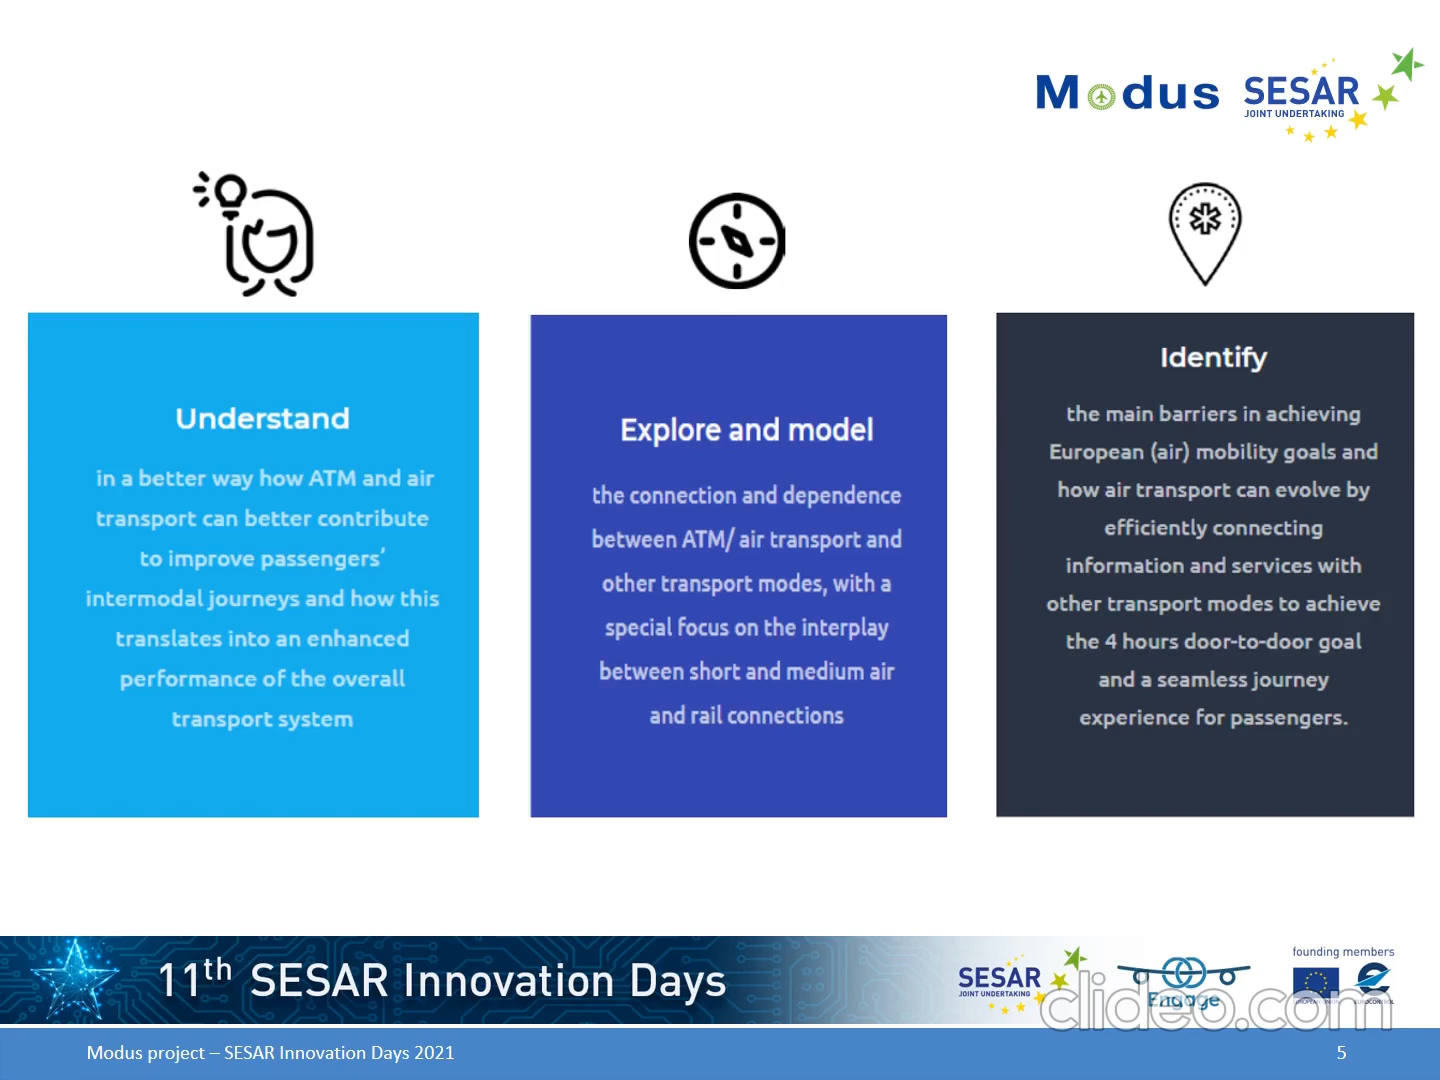 Modus
SESAR
JOINT UNDERTAKING
Understand
in a better way how ATM and air
transport can better contribute
to improve passengers’
intermodal journeys and how this
translates into an enhanced
performance of the overall
transport system
Explore and model
the connection and dependence
between ATM/ air transport and
other transport modes, with a
special focus on the interplay
between short and medium air
and rail connections
Identify
the main barriers in achieving
European (air) mobility goals and
how air transport can evolve by
efficiently connecting
information and services with
other transport modes to achieve
the 4 hours door-to-door goal
and a seamless journey
experience for passengers.
11th SESAR Innovation Days
SESAR
JOINT UNDERTAKING
Engage
founding members
EUROPEAN UNION
EUROCONTROL
clideo.com
Modus project – SESAR Innovation Days 2021
5